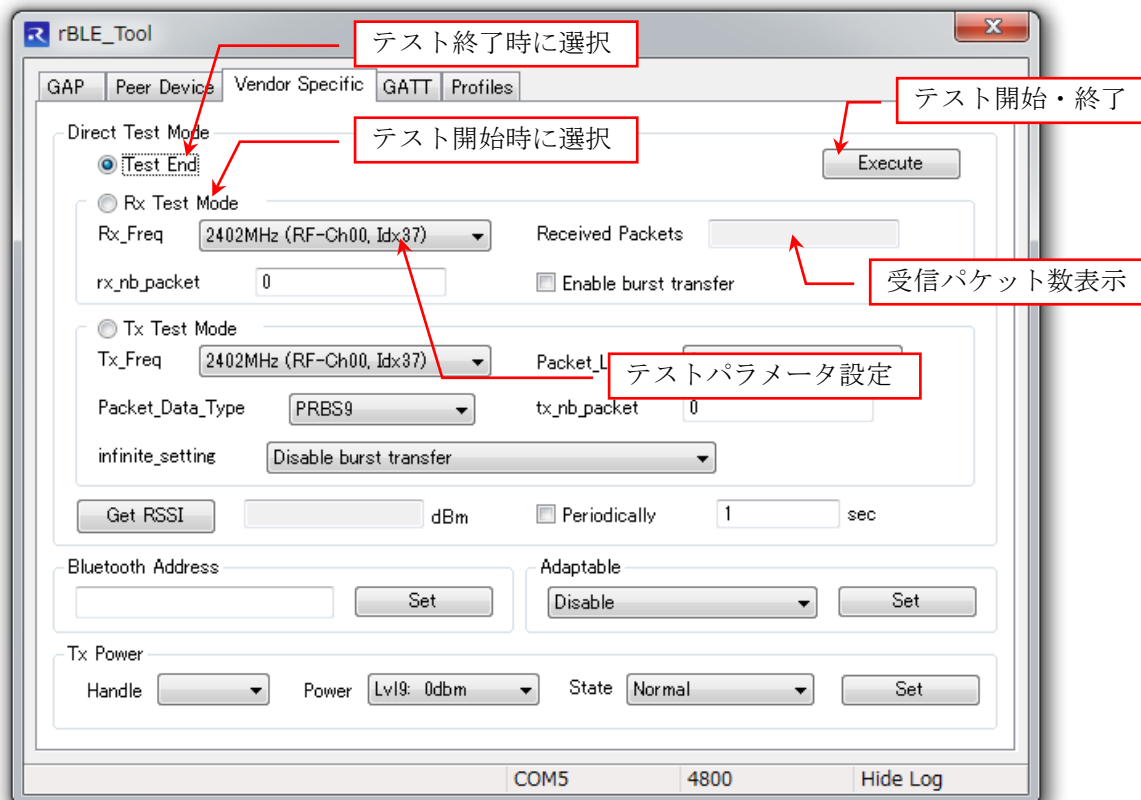 rBLE_Tool
テスト終了時に選択
GAP Peer Device Vendor Specific GATT Profiles
テスト開始・終了
Direct Test Mode
テスト開始時に選択
Test End
Execute
Rx Test Mode
Rx_Freq 2402MHz (RF-Ch00, Idx37) Received Packets
受信パケット数表示
rx_nb_packet 0 Enable burst transfer
Tx Test Mode
Tx_Freq 2402MHz (RF-Ch00, Idx37) Packet_L
テストパラメータ設定
Packet_Data_Type PRBS9 tx_nb_packet 0
infinite_setting Disable burst transfer
Get RSSI dBm Periodically 1 sec
Bluetooth Address Adaptable
Set Disable Set
Tx Power
Handle Power Lvl9: 0dbm State Normal Set
COM5 4800 Hide Log